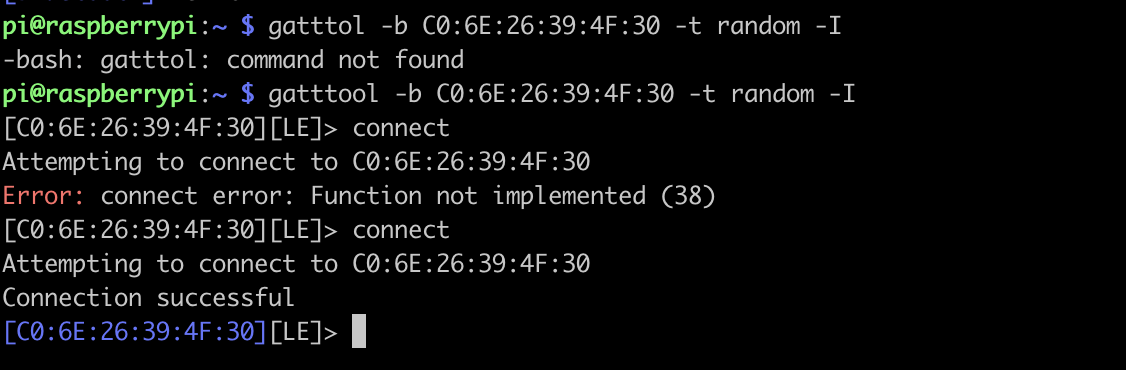 pi@raspberrypi:~ $ gatttol -b C0:6E:26:39:4F:30 -t random -I
-bash: gatttol: command not found
pi@raspberrypi:~ $ gatttool -b C0:6E:26:39:4F:30 -t random -I
[C0:6E:26:39:4F:30][LE]> connect
Attempting to connect to C0:6E:26:39:4F:30
Error: connect error: Function not implemented (38)
[C0:6E:26:39:4F:30][LE]> connect
Attempting to connect to C0:6E:26:39:4F:30
Connection successful
[C0:6E:26:39:4F:30][LE]>